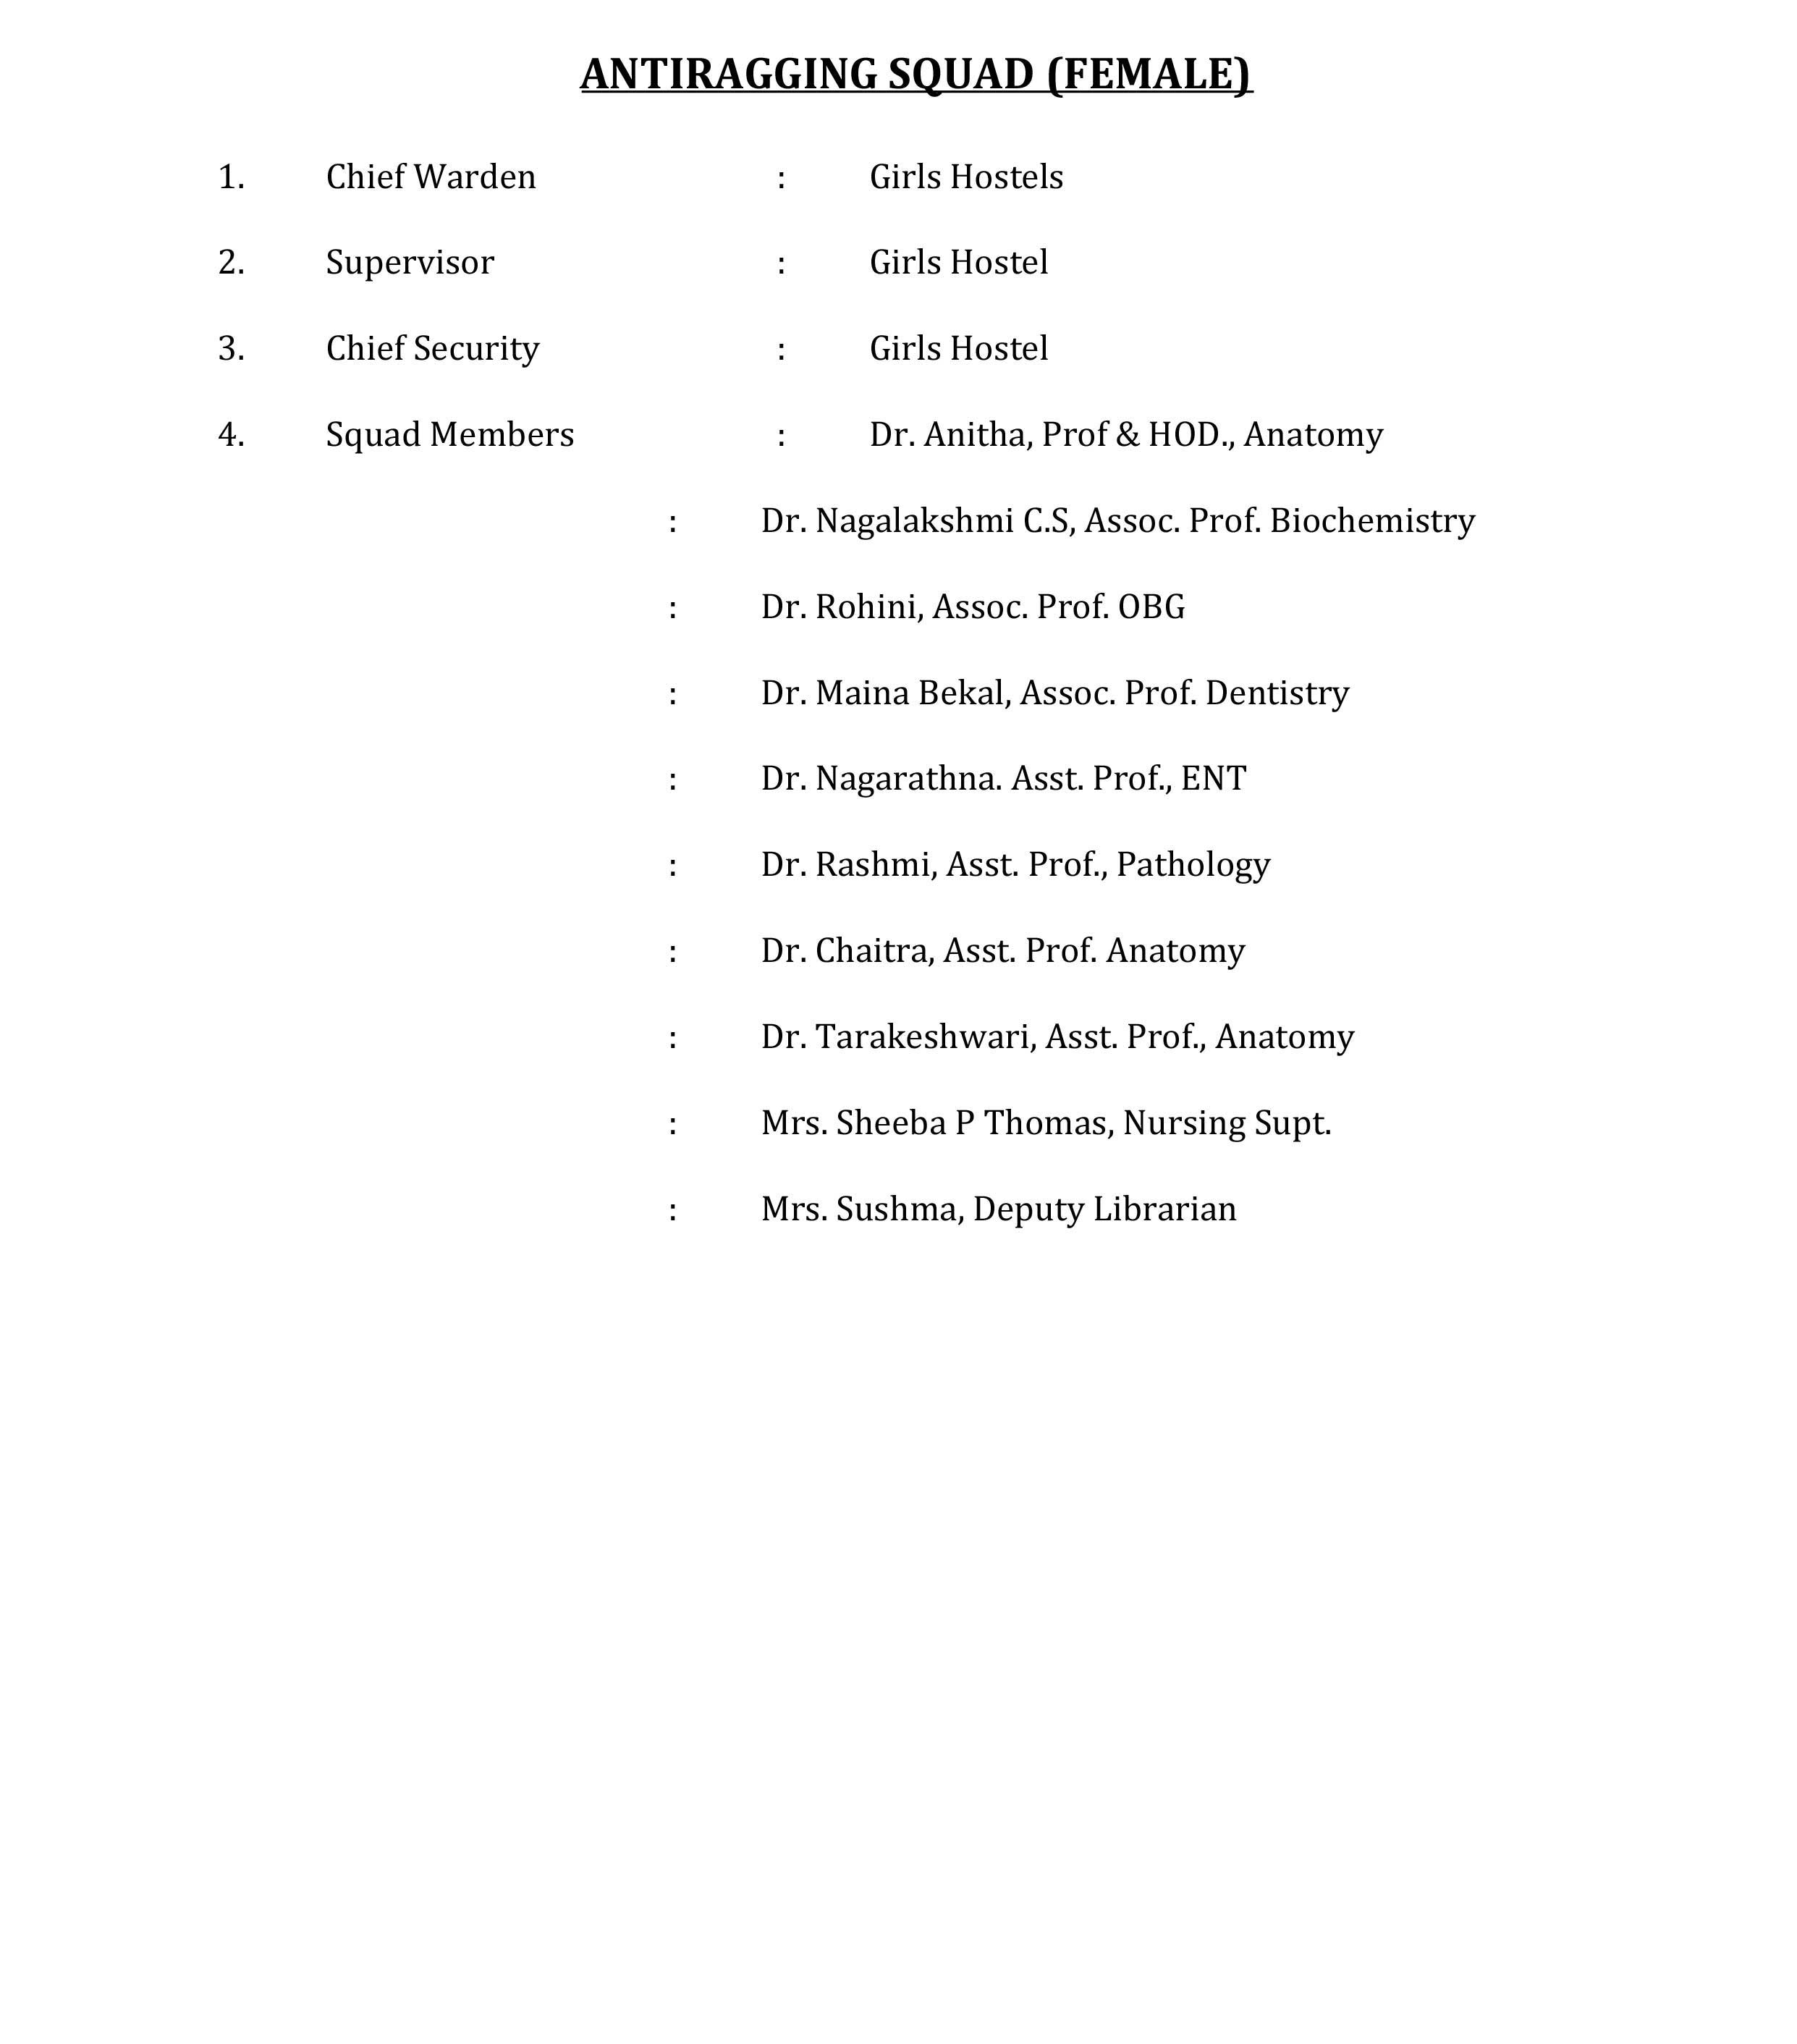 ANTIRAGGING SQUAD (FEMALE)
1. Chief Warden : Girls Hostels
2. Supervisor : Girls Hostel
3. Chief Security : Girls Hostel
4. Squad Members : Dr. Anitha, Prof & HOD., Anatomy
: Dr. Nagalakshmi C.S, Assoc. Prof. Biochemistry
: Dr. Rohini, Assoc. Prof. OBG
: Dr. Maina Bekal, Assoc. Prof. Dentistry
: Dr. Nagarathna. Asst. Prof., ENT
: Dr. Rashmi, Asst. Prof., Pathology
: Dr. Chaitra, Asst. Prof. Anatomy
: Dr. Tarakeshwari, Asst. Prof., Anatomy
: Mrs. Sheeba P Thomas, Nursing Supt.
: Mrs. Sushma, Deputy Librarian